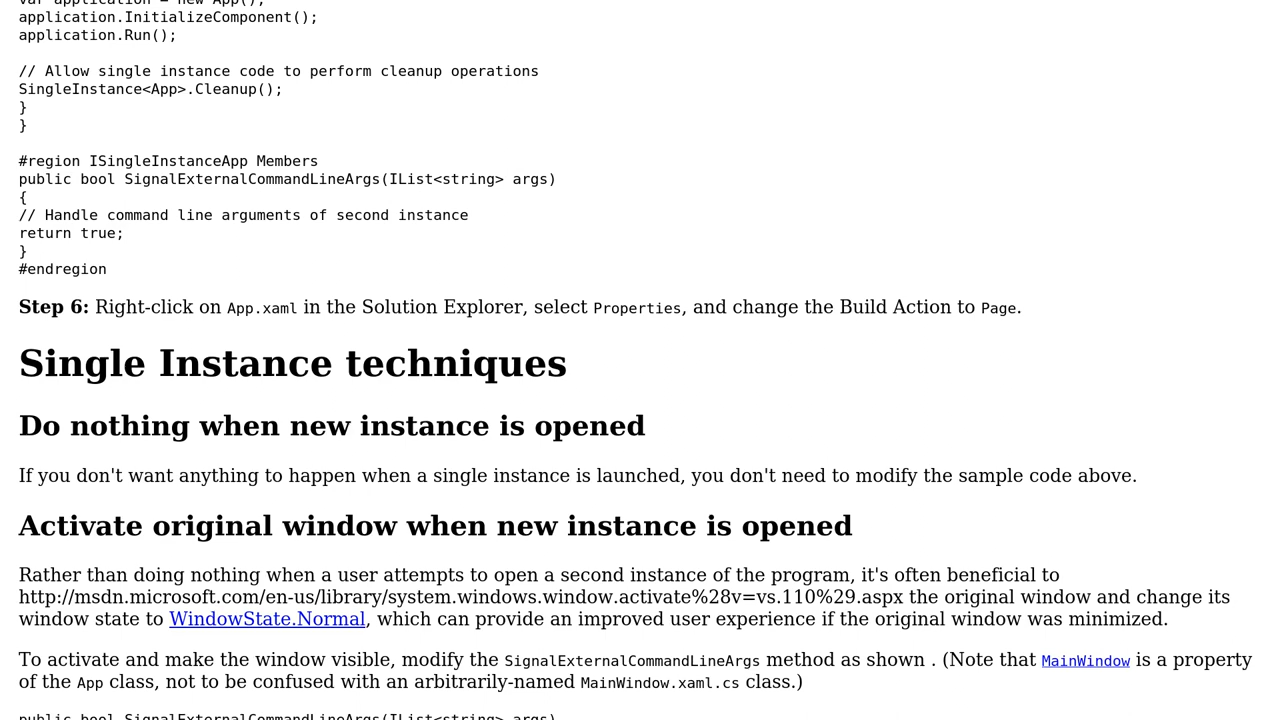 var application = new App();
application.InitializeComponent();
application.Run();
// Allow single instance code to perform cleanup operations
SingleInstance<App>.Cleanup();
}
}
#region ISingleInstanceApp Members
public bool SignalExternalCommandLineArgs(IList<string> args)
{
// Handle command line arguments of second instance
return true;
}
#endregion
Step 6: Right-click on App.xaml in the Solution Explorer, select Properties, and change the Build Action to Page.
Single Instance techniques
Do nothing when new instance is opened
If you don't want anything to happen when a single instance is launched, you don't need to modify the sample code above.
Activate original window when new instance is opened
Rather than doing nothing when a user attempts to open a second instance of the program, it's often beneficial to
http://msdn.microsoft.com/en-us/library/system.windows.window.activate%28v=vs.110%29.aspx the original window and change its
window state to WindowState.Normal, which can provide an improved user experience if the original window was minimized.
To activate and make the window visible, modify the SignalExternalCommandLineArgs method as shown . (Note that MainWindow is a property
of the App class, not to be confused with an arbitrarily-named MainWindow.xaml.cs class.)
public bool SignalExternalCommandLineArgs(IList<string> args)